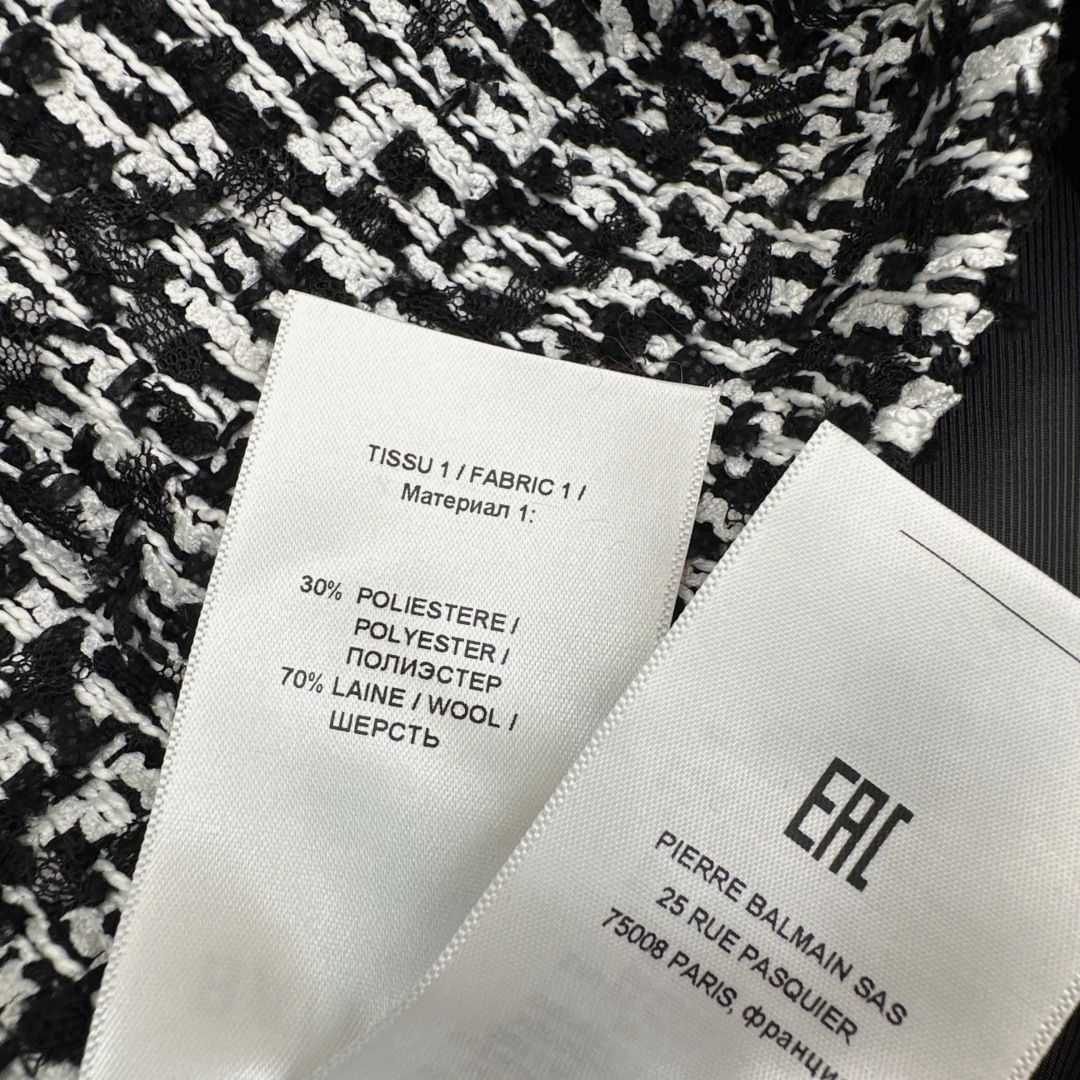 TISSU 1 / FABRIC 1 /
Материал 1:
30% POLIESTERE /
POLYESTER /
ПОЛИЭСТЕР
70% LAINE / WOOL /
ШЕРСТЬ
EAC
PIERRE BALMAIN SAS
25 RUE PASQUIER
75008 PARIS,